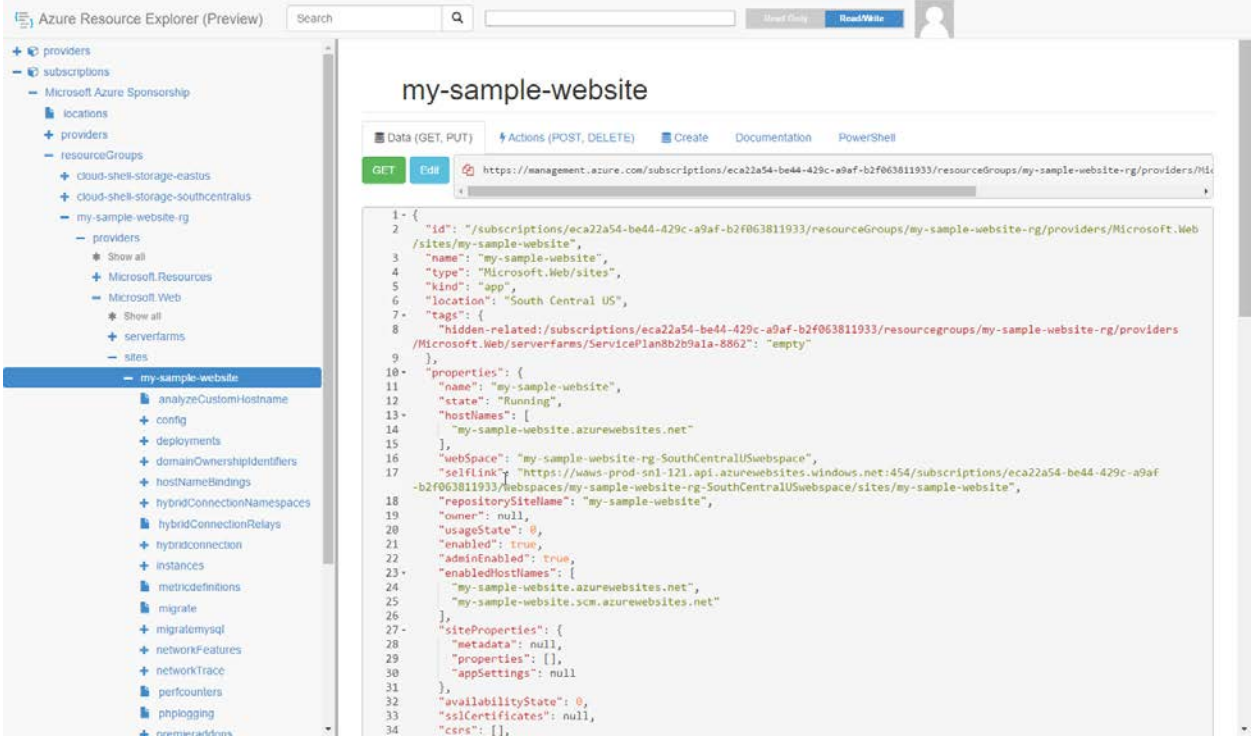 Azure Resource Explorer (Preview)
Search
Read Only
Read/Write
providers
subscriptions
Microsoft Azure Sponsorship
locations
providers
resourceGroups
cloud-shell-storage-eastus
cloud-shell-storage-southcentralus
my-sample-website-rg
providers
Show all
Microsoft.Resources
Microsoft.Web
Show all
serverfarms
sites
my-sample-website
analyzeCustomHostname
config
deployments
domainOwnershipIdentifiers
hostNameBindings
hybridConnectionNamespaces
hybridConnectionRelays
hybridconnection
instances
metricdefinitions
migrate
migratemysql
networkFeatures
networkTrace
perfcounters
phplogging
premieraddons
my-sample-website
Data (GET, PUT)
Actions (POST, DELETE)
Create
Documentation
PowerShell
GET
Edit
https://management.azure.com/subscriptions/eca22a54-be44-429c-a9af-b2f063811933/resourceGroups/my-sample-website-rg/providers/Mic
1 {
2 "id": "/subscriptions/eca22a54-be44-429c-a9af-b2f063811933/resourceGroups/my-sample-website-rg/providers/Microsoft.Web
/sites/my-sample-website",
3 "name": "my-sample-website",
4 "type": "Microsoft.Web/sites",
5 "kind": "app",
6 "location": "South Central US",
7 "tags": {
8 "hidden-related:/subscriptions/eca22a54-be44-429c-a9af-b2f063811933/resourcegroups/my-sample-website-rg/providers
/Microsoft.Web/serverfarms/ServicePlan8b2b9a1a-8862": "empty"
9 },
10 "properties": {
11 "name": "my-sample-website",
12 "state": "Running",
13 "hostNames": [
14 "my-sample-website.azurewebsites.net"
15 ],
16 "webSpace": "my-sample-website-rg-SouthCentralUSwebspace",
17 "selfLink": "https://waws-prod-sn1-121.api.azurewebsites.windows.net:454/subscriptions/eca22a54-be44-429c-a9af
-b2f063811933/webspaces/my-sample-website-rg-SouthCentralUSwebspace/sites/my-sample-website",
18 "repositorySiteName": "my-sample-website",
19 "owner": null,
20 "usageState": 0,
21 "enabled": true,
22 "adminEnabled": true,
23 "enabledHostNames": [
24 "my-sample-website.azurewebsites.net",
25 "my-sample-website.scm.azurewebsites.net"
26 ],
27 "siteProperties": {
28 "metadata": null,
29 "properties": [],
30 "appSettings": null
31 },
32 "availabilityState": 0,
33 "sslCertificates": null,
34 "csrs": [],